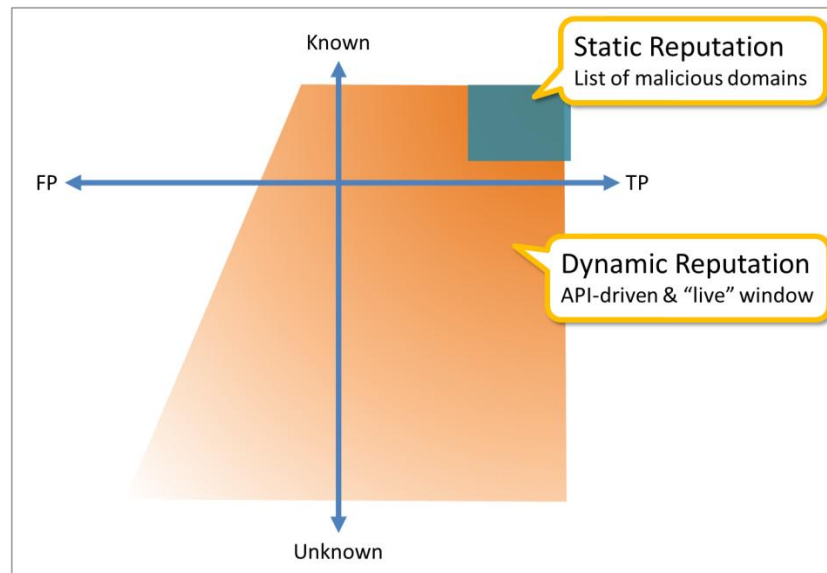 Known
Static Reputation
List of malicious domains
FP
TP
Dynamic Reputation
API-driven & “live” window
Unknown